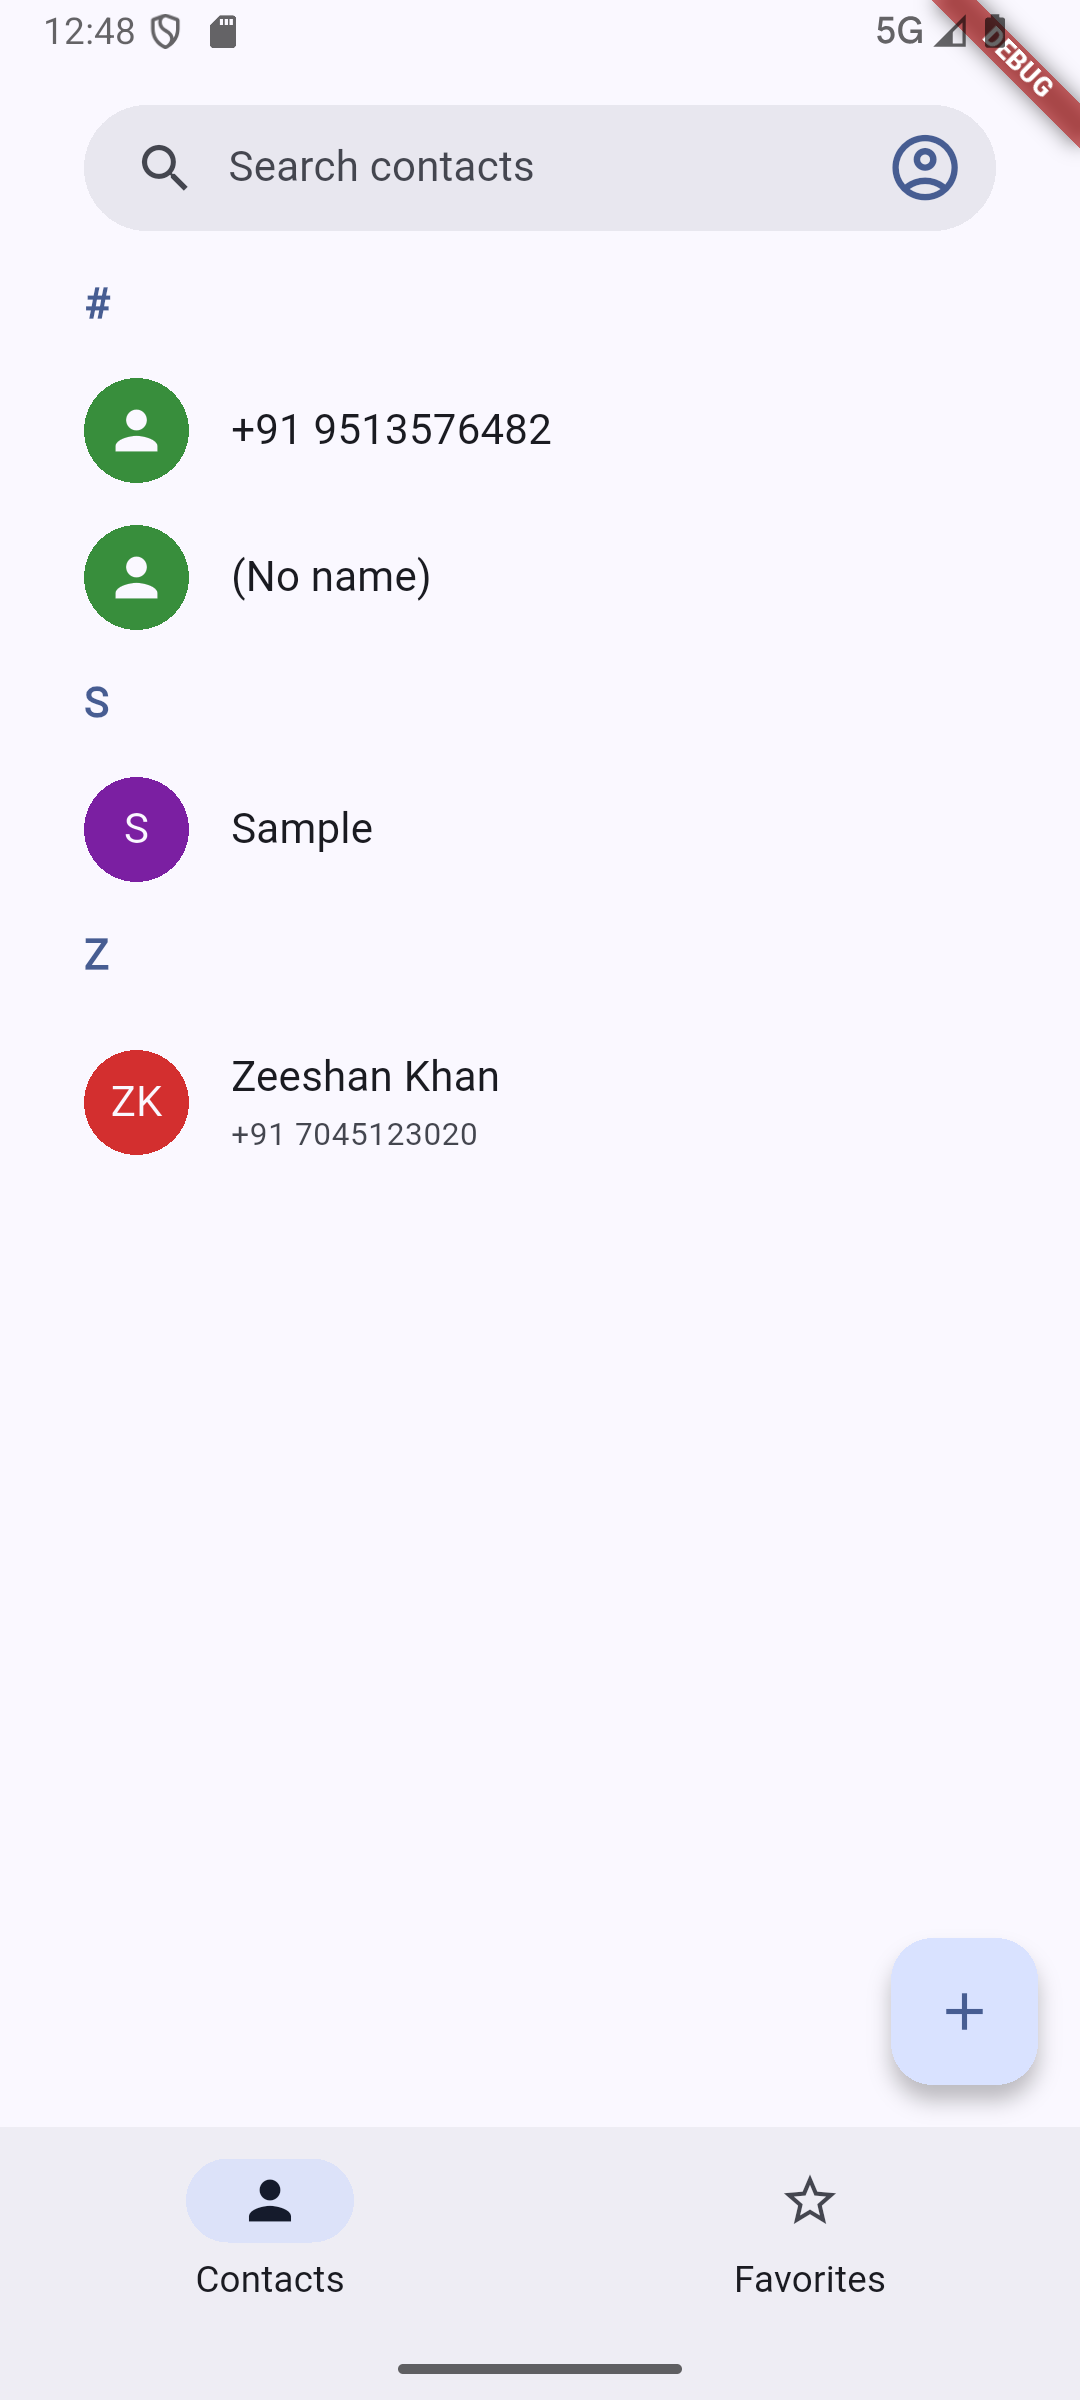 12:48
5G
DEBUG
Search contacts
#
+91 9513576482
(No name)
S
S
Sample
Z
ZK
Zeeshan Khan
+91 7045123020
Contacts
Favorites